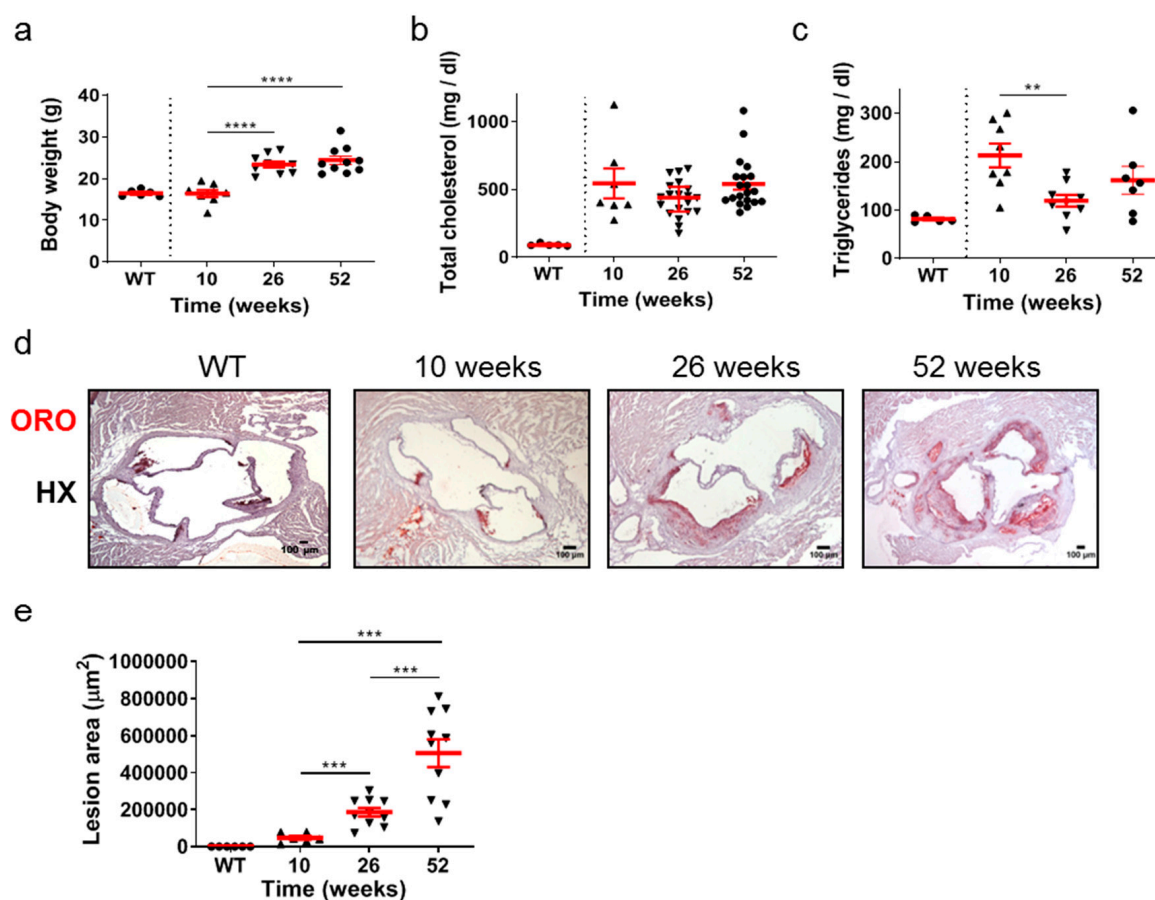 a
Body weight (g)
40
30
20
10
0
****
****
WT
10
26
52
Time (weeks)
b
Total cholesterol (mg / dl)
1000
500
0
WT
10
26
52
Time (weeks)
c
Triglycerides (mg / dl)
300
200
100
0
**
WT
10
26
52
Time (weeks)
d
WT
10 weeks
26 weeks
52 weeks
ORO
HX
100 µm
100 µm
100 µm
100 µm
e
Lesion area (µm²)
1000000
800000
600000
400000
200000
0
***
***
***
WT
10
26
52
Time (weeks)